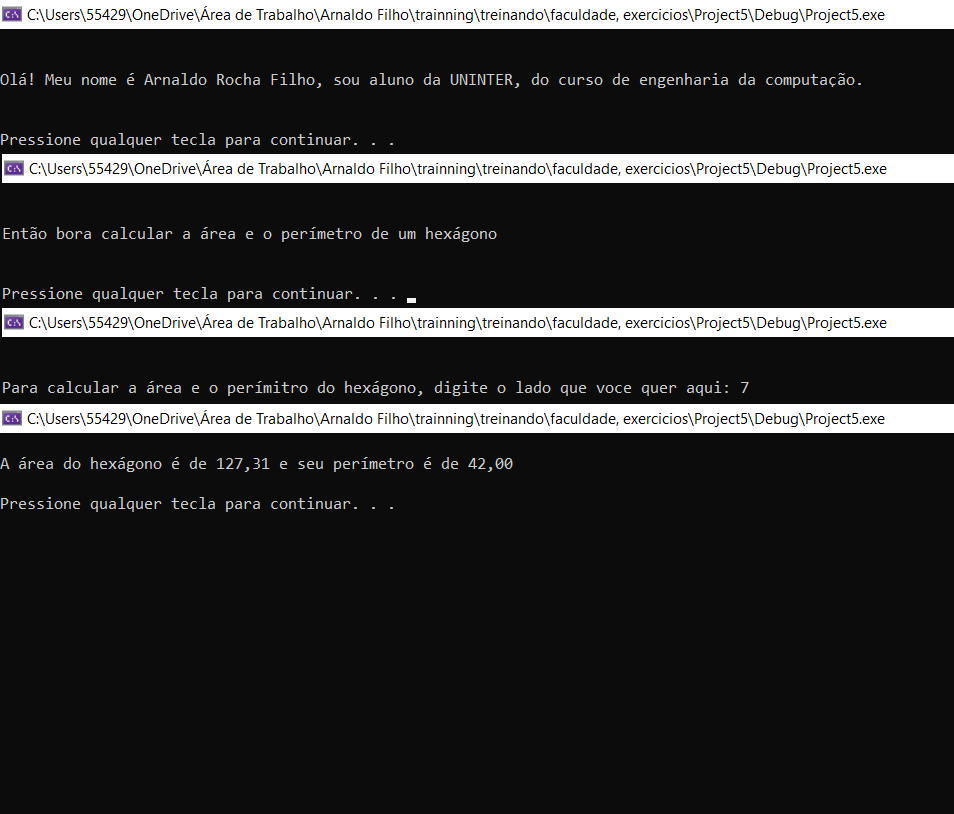 C:\Users\55429\OneDrive\Área de Trabalho\Arnaldo Filho\trainning\treinando\faculdade, exercicios\Project5\Debug\Project5.exe
Olá! Meu nome é Arnaldo Rocha Filho, sou aluno da UNINTER, do curso de engenharia da computação.
Pressione qualquer tecla para continuar. . .
C:\Users\55429\OneDrive\Área de Trabalho\Arnaldo Filho\trainning\treinando\faculdade, exercicios\Project5\Debug\Project5.exe
Então bora calcular a área e o perímetro de um hexágono
Pressione qualquer tecla para continuar. . .
C:\Users\55429\OneDrive\Área de Trabalho\Arnaldo Filho\trainning\treinando\faculdade, exercicios\Project5\Debug\Project5.exe
Para calcular a área e o perímitro do hexágono, digite o lado que voce quer aqui: 7
C:\Users\55429\OneDrive\Área de Trabalho\Arnaldo Filho\trainning\treinando\faculdade, exercicios\Project5\Debug\Project5.exe
A área do hexágono é de 127,31 e seu perímetro é de 42,00
Pressione qualquer tecla para continuar. . .